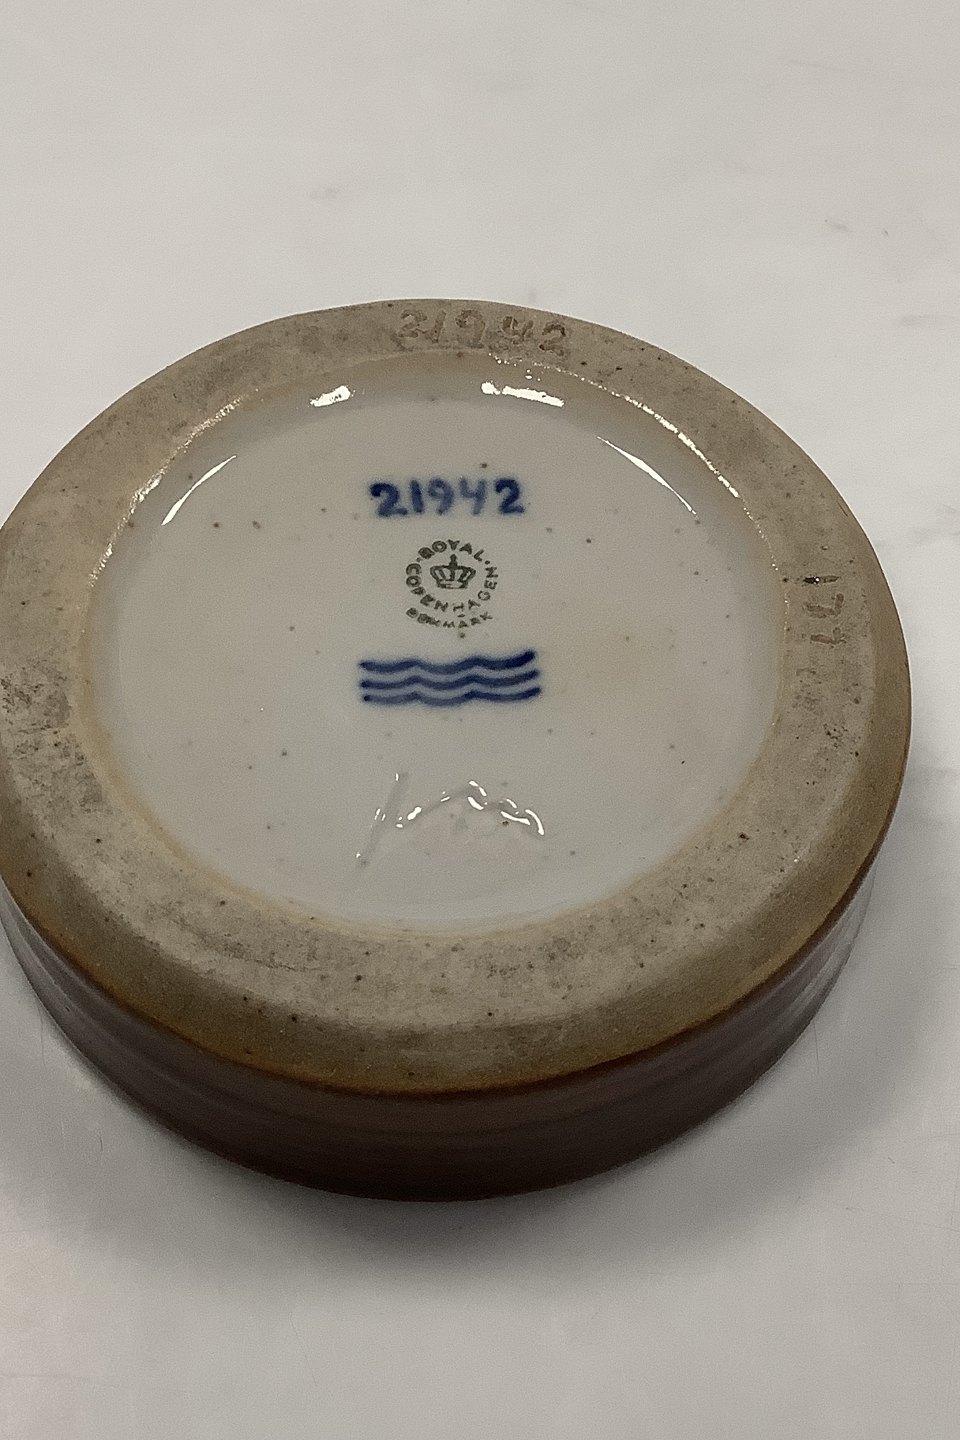 21942
21942
ROYAL
COPENHAGEN
DENMARK